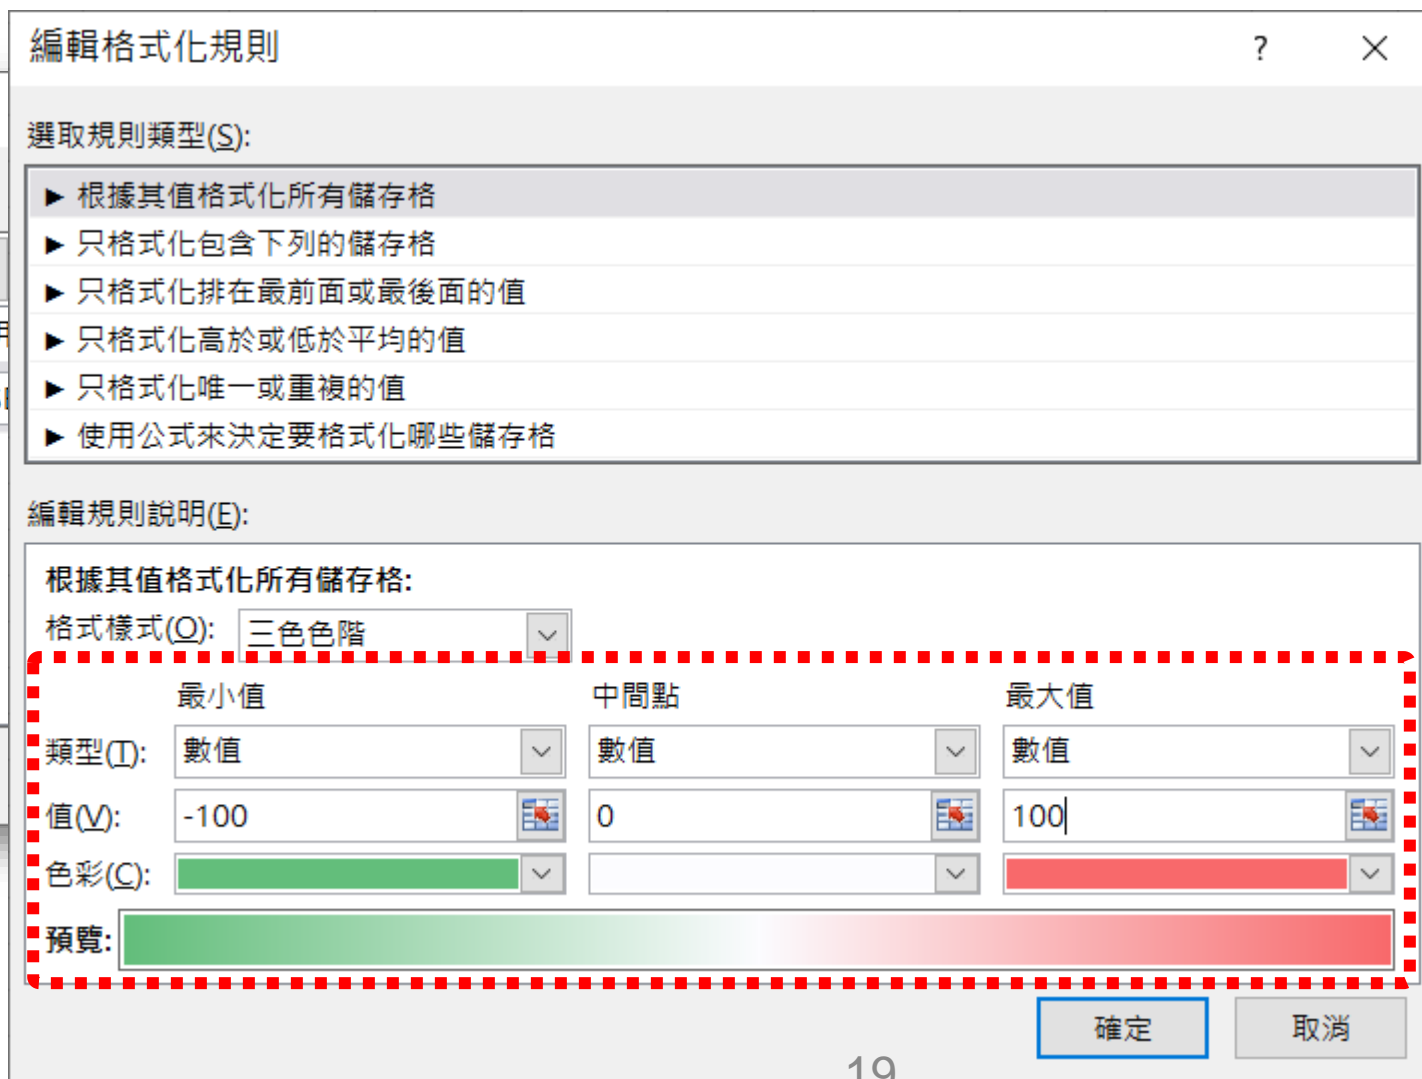 編輯格式化規則 ? ×
選取規則類型(S):
► 根據其值格式化所有儲存格
► 只格式化包含下列的儲存格
► 只格式化排在最前面或最後面的值
► 只格式化高於或低於平均的值
► 只格式化唯一或重複的值
► 使用公式來決定要格式化哪些儲存格
編輯規則說明(E):
根據其值格式化所有儲存格:
格式樣式(O): 三色色階
最小值 中間點 最大值
類型(T): 數值 數值 數值
值(V): -100 0 100
色彩(C):
預覽:
確定 取消
19